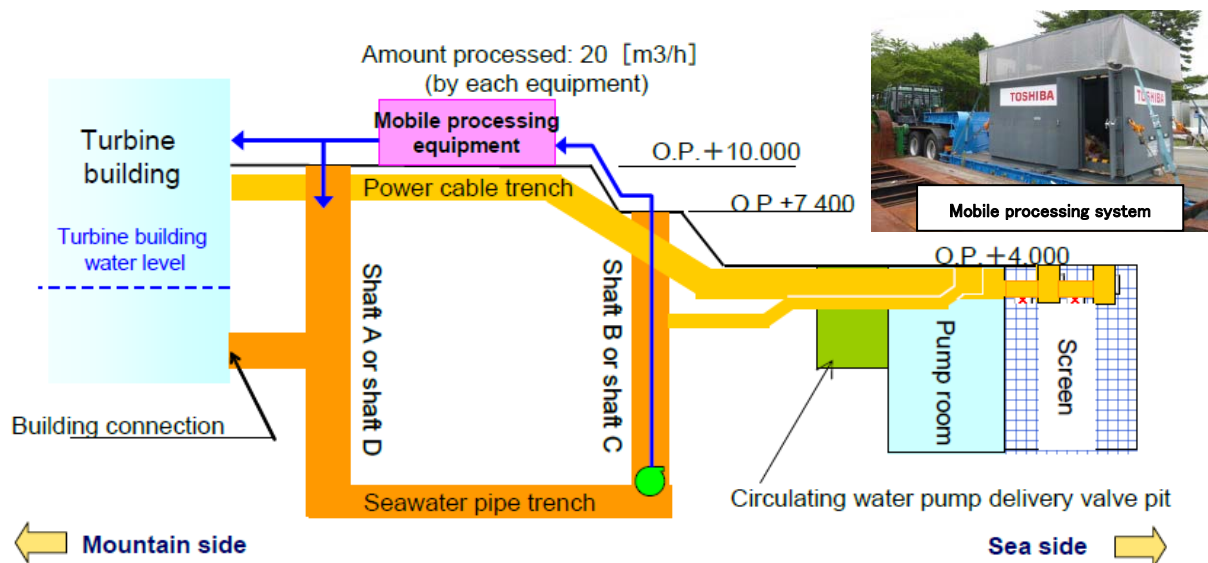 Amount processed: 20 [m3/h]
(by each equipment)
TOSHIBA
TOSHIBA
Mobile processing system
Turbine
building
Mobile processing
equipment
O.P.+10.000
Power cable trench
O.P.+7.400
Turbine building
water level
O.P.+4.000
Shaft A or shaft D
Shaft B or shaft C
Pump room
Screen
Building connection
Seawater pipe trench
Circulating water pump delivery valve pit
Mountain side
Sea side